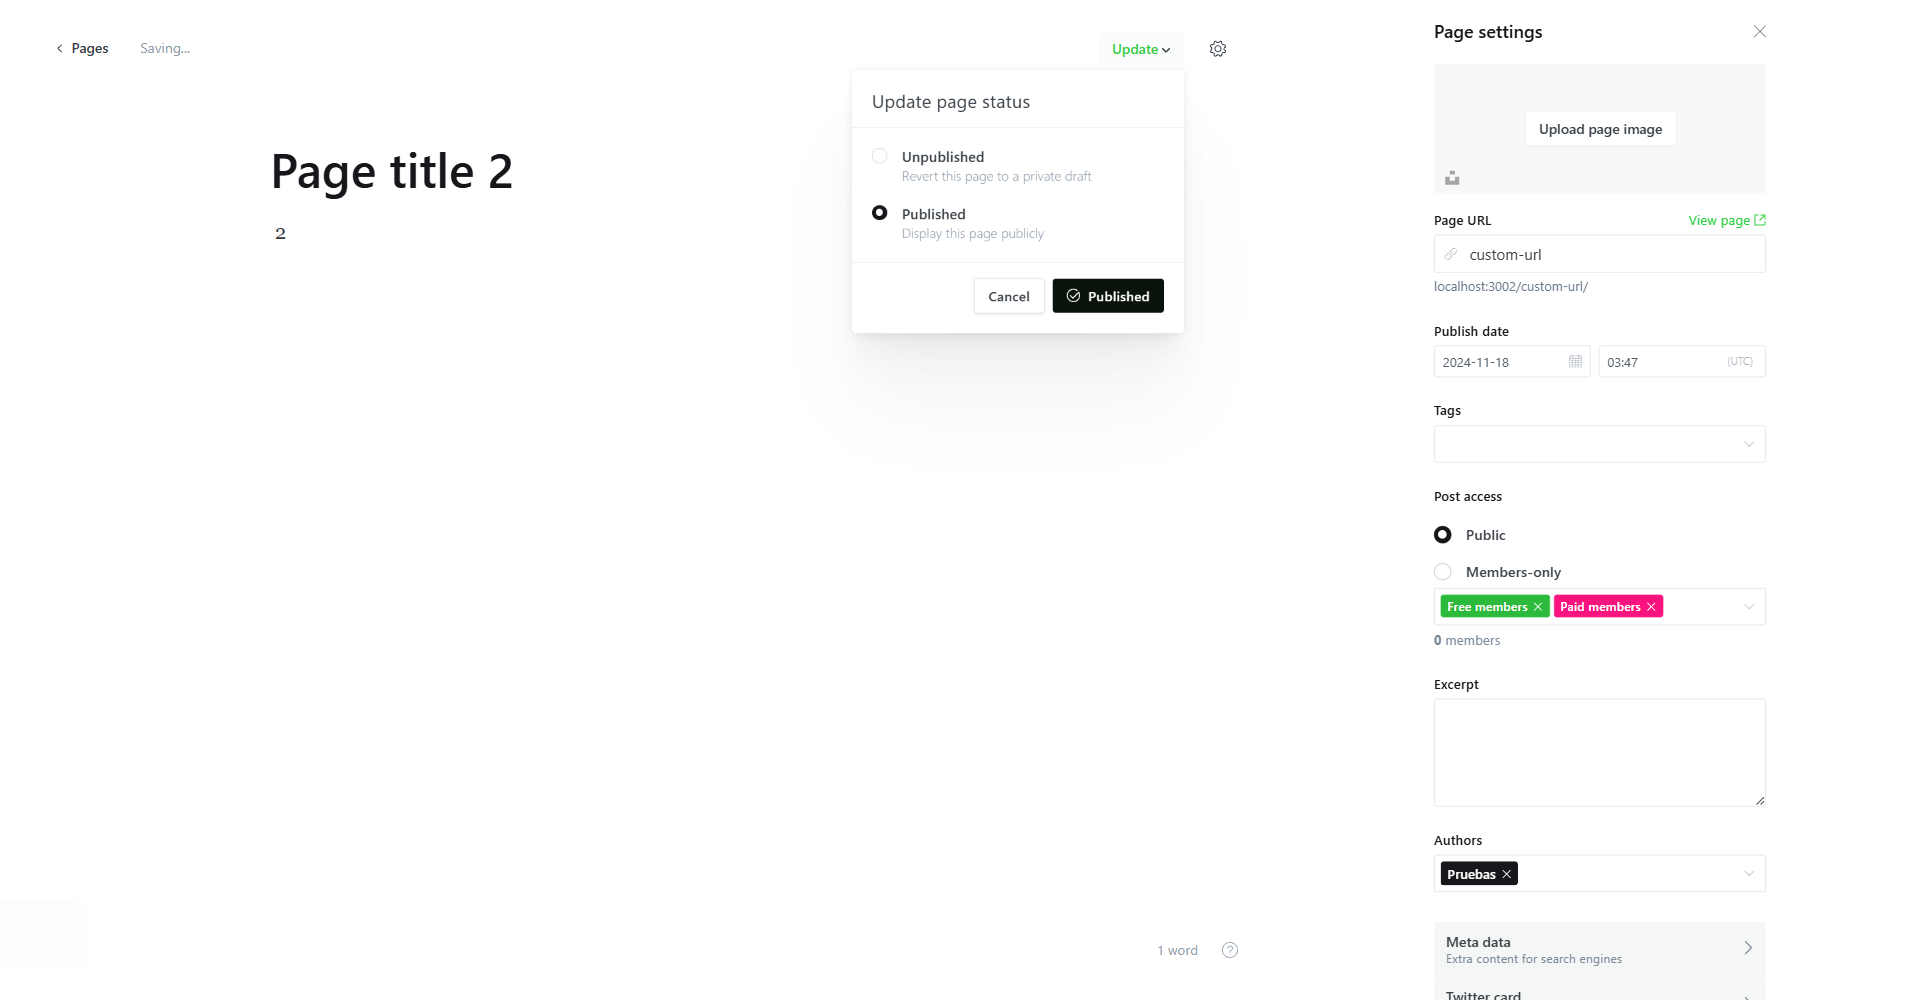 Pages
Saving...
Update
Update page status
Unpublished
Revert this page to a private draft
Published
Display this page publicly
Cancel
Published
Page title 2
2
1 word
Page settings
Upload page image
Page URL
View page
custom-url
localhost:3002/custom-url/
Publish date
2024-11-18
03:47
(UTC)
Tags
Post access
Public
Members-only
Free members
Paid members
0 members
Excerpt
Authors
Pruebas
Meta data
Extra content for search engines
Twitter card